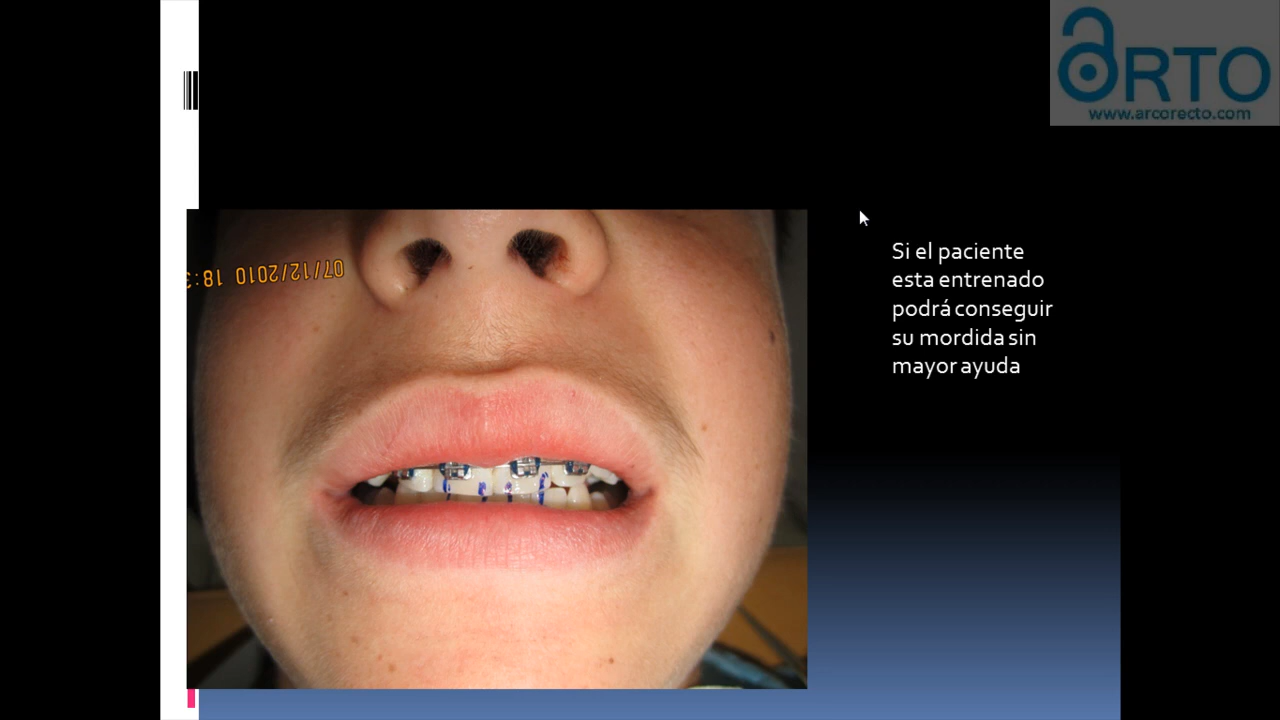 ARTO
www.arcorecto.com
Si el paciente
esta entrenado
podrá conseguir
su mordida sin
mayor ayuda
07/12/2010 18:3